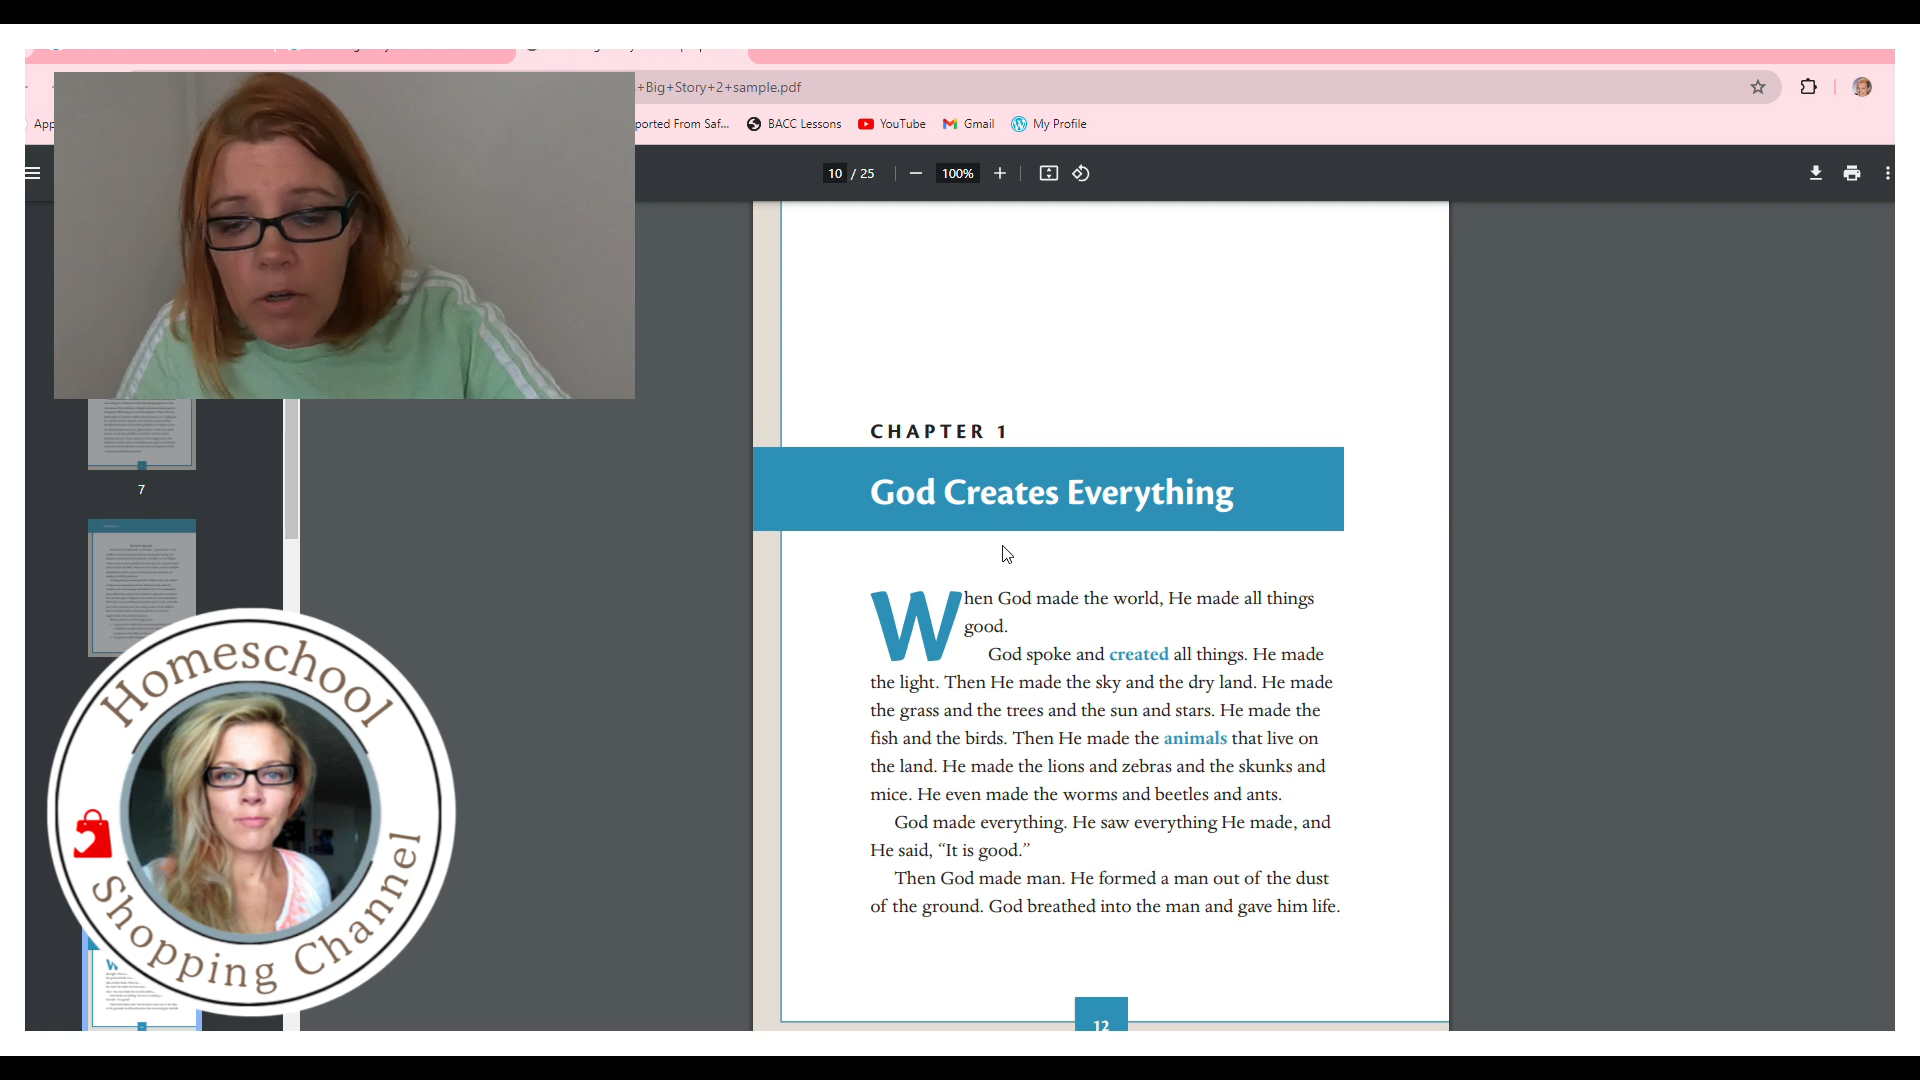 +Big+Story+2+sample.pdf
App
ported From Saf...
BACC Lessons
YouTube
Gmail
My Profile
10 / 25
100%
CHAPTER 1
God Creates Everything
When God made the world, He made all things
good.
God spoke and created all things. He made
the light. Then He made the sky and the dry land. He made
the grass and the trees and the sun and stars. He made the
fish and the birds. Then He made the animals that live on
the land. He made the lions and zebras and the skunks and
mice. He even made the worms and beetles and ants.
God made everything. He saw everything He made, and
He said, “It is good.”
Then God made man. He formed a man out of the dust
of the ground. God breathed into the man and gave him life.
12
7
Homeschool
Shopping Channel
W